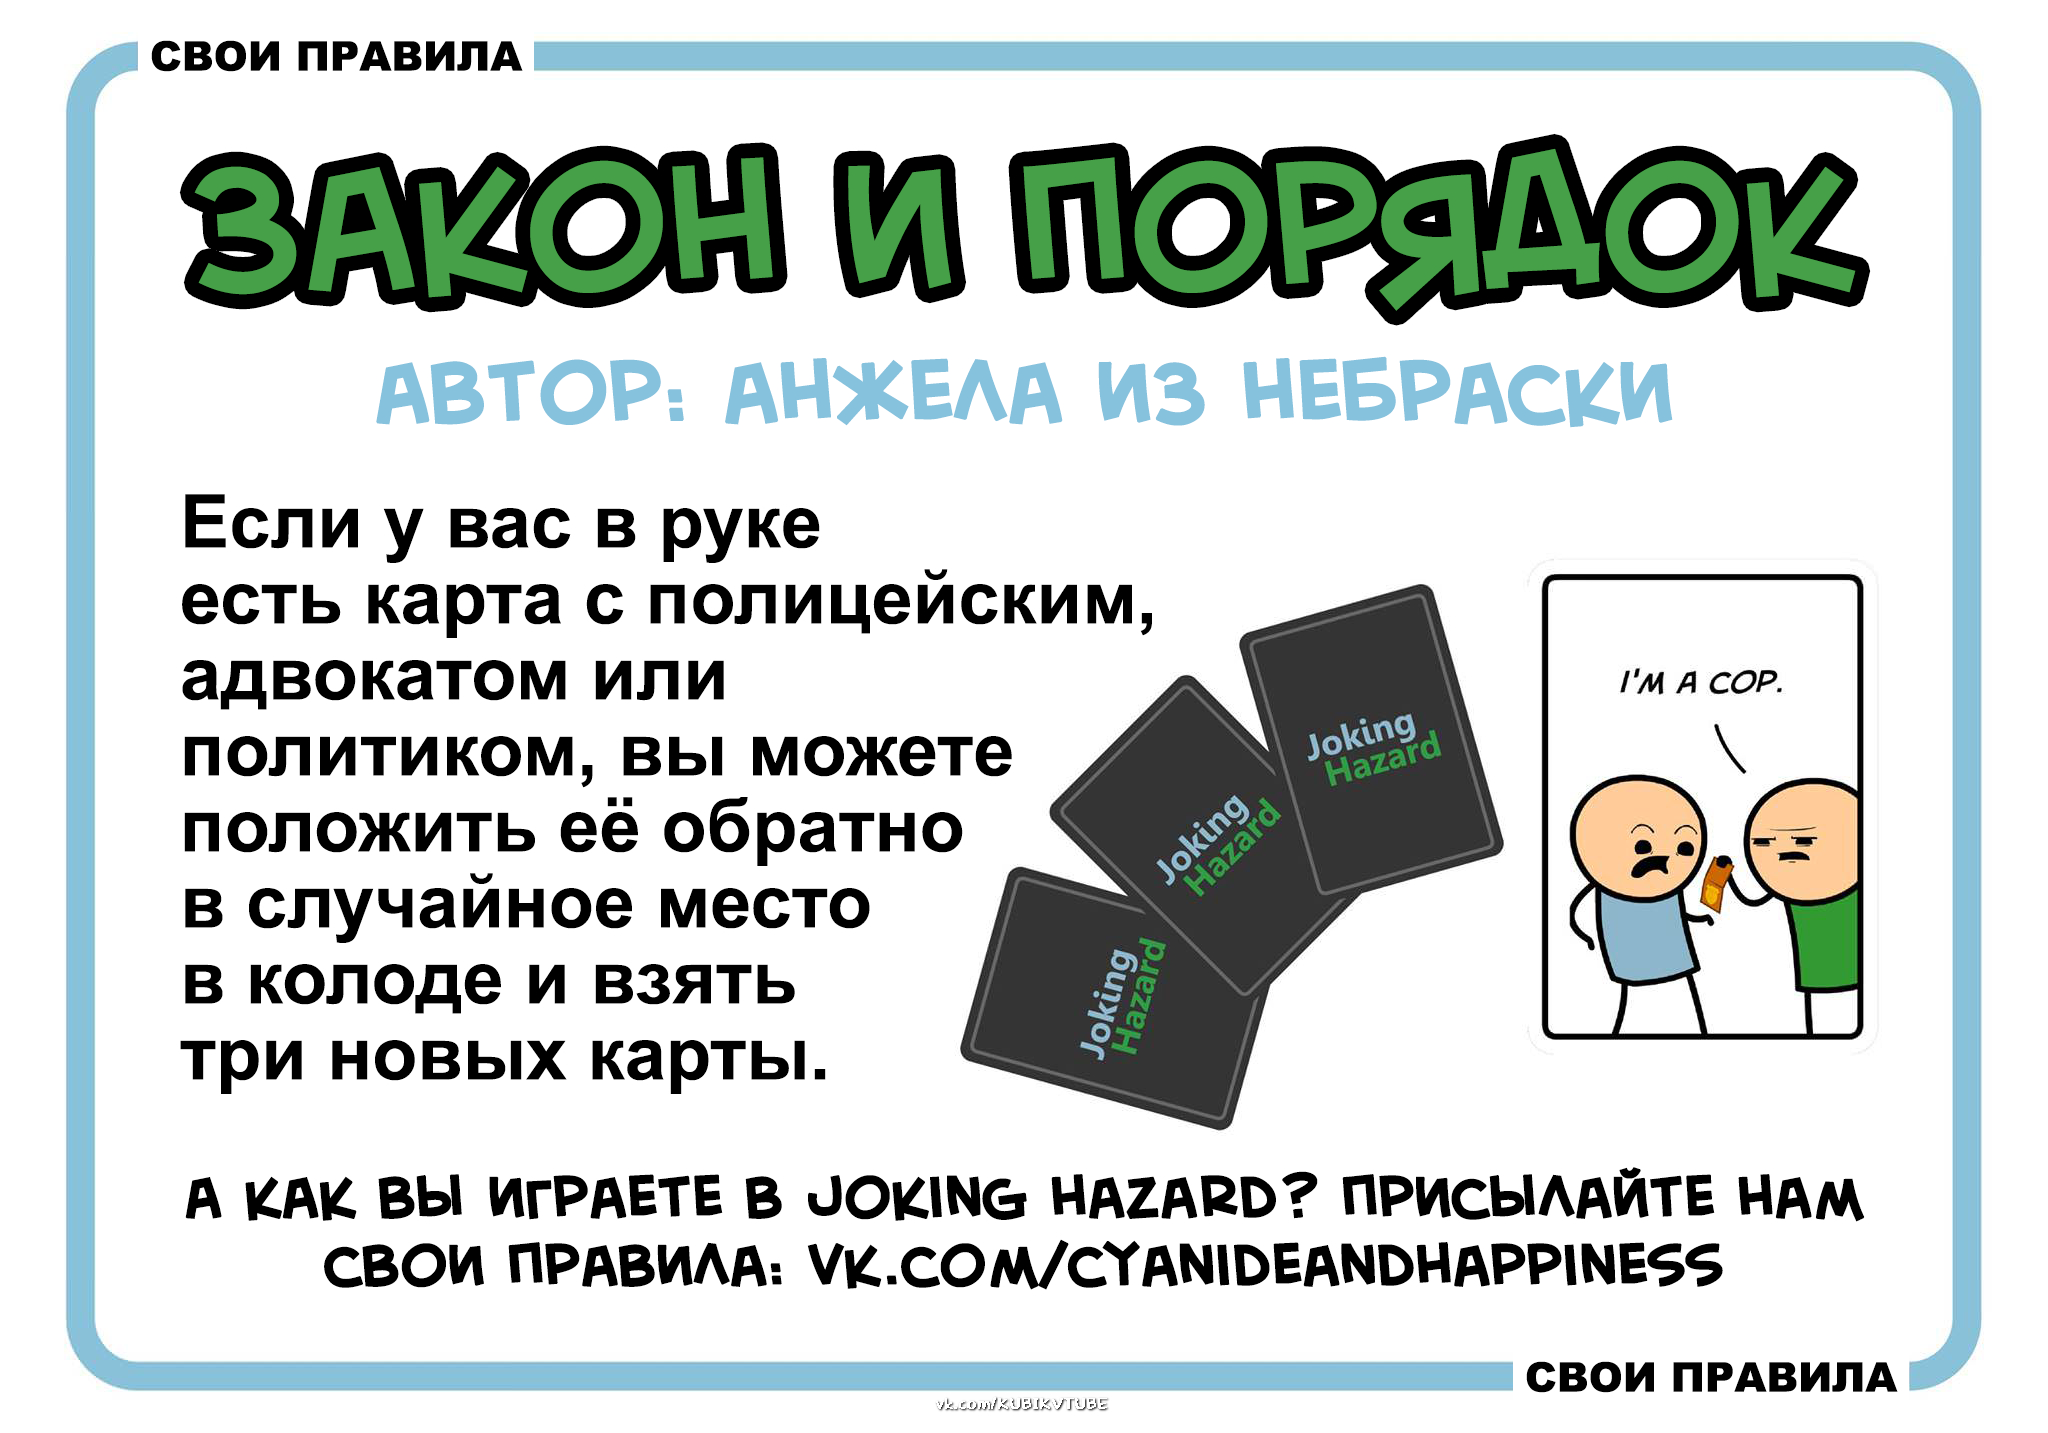 СВОИ ПРАВИЛА
ЗАКОН И ПОРЯДОК
АВТОР: АНЖЕЛА ИЗ НЕБРАСКИ
Если у вас в руке
есть карта с полицейским,
адвокатом или
политиком, вы можете
положить её обратно
в случайное место
в колоде и взять
три новых карты.
Joking
Hazard
Joking
Hazard
Joking
Hazard
I'M A COP.
А КАК ВЫ ИГРАЕТЕ В JOKING HAZARD? ПРИСЫЛАЙТЕ НАМ
СВОИ ПРАВИЛА: VK.COM/CYANIDEANDHAPPINESS
СВОИ ПРАВИЛА
vk.com/KUBIKVTUBE